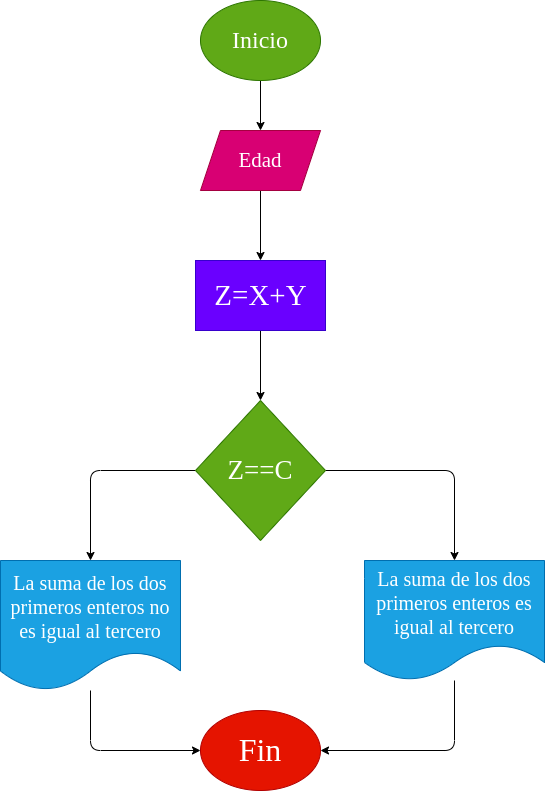 Inicio
Edad
Z=X+Y
Z==C
La suma de los dos
primeros enteros no
es igual al tercero
La suma de los dos
primeros enteros es
igual al tercero
Fin